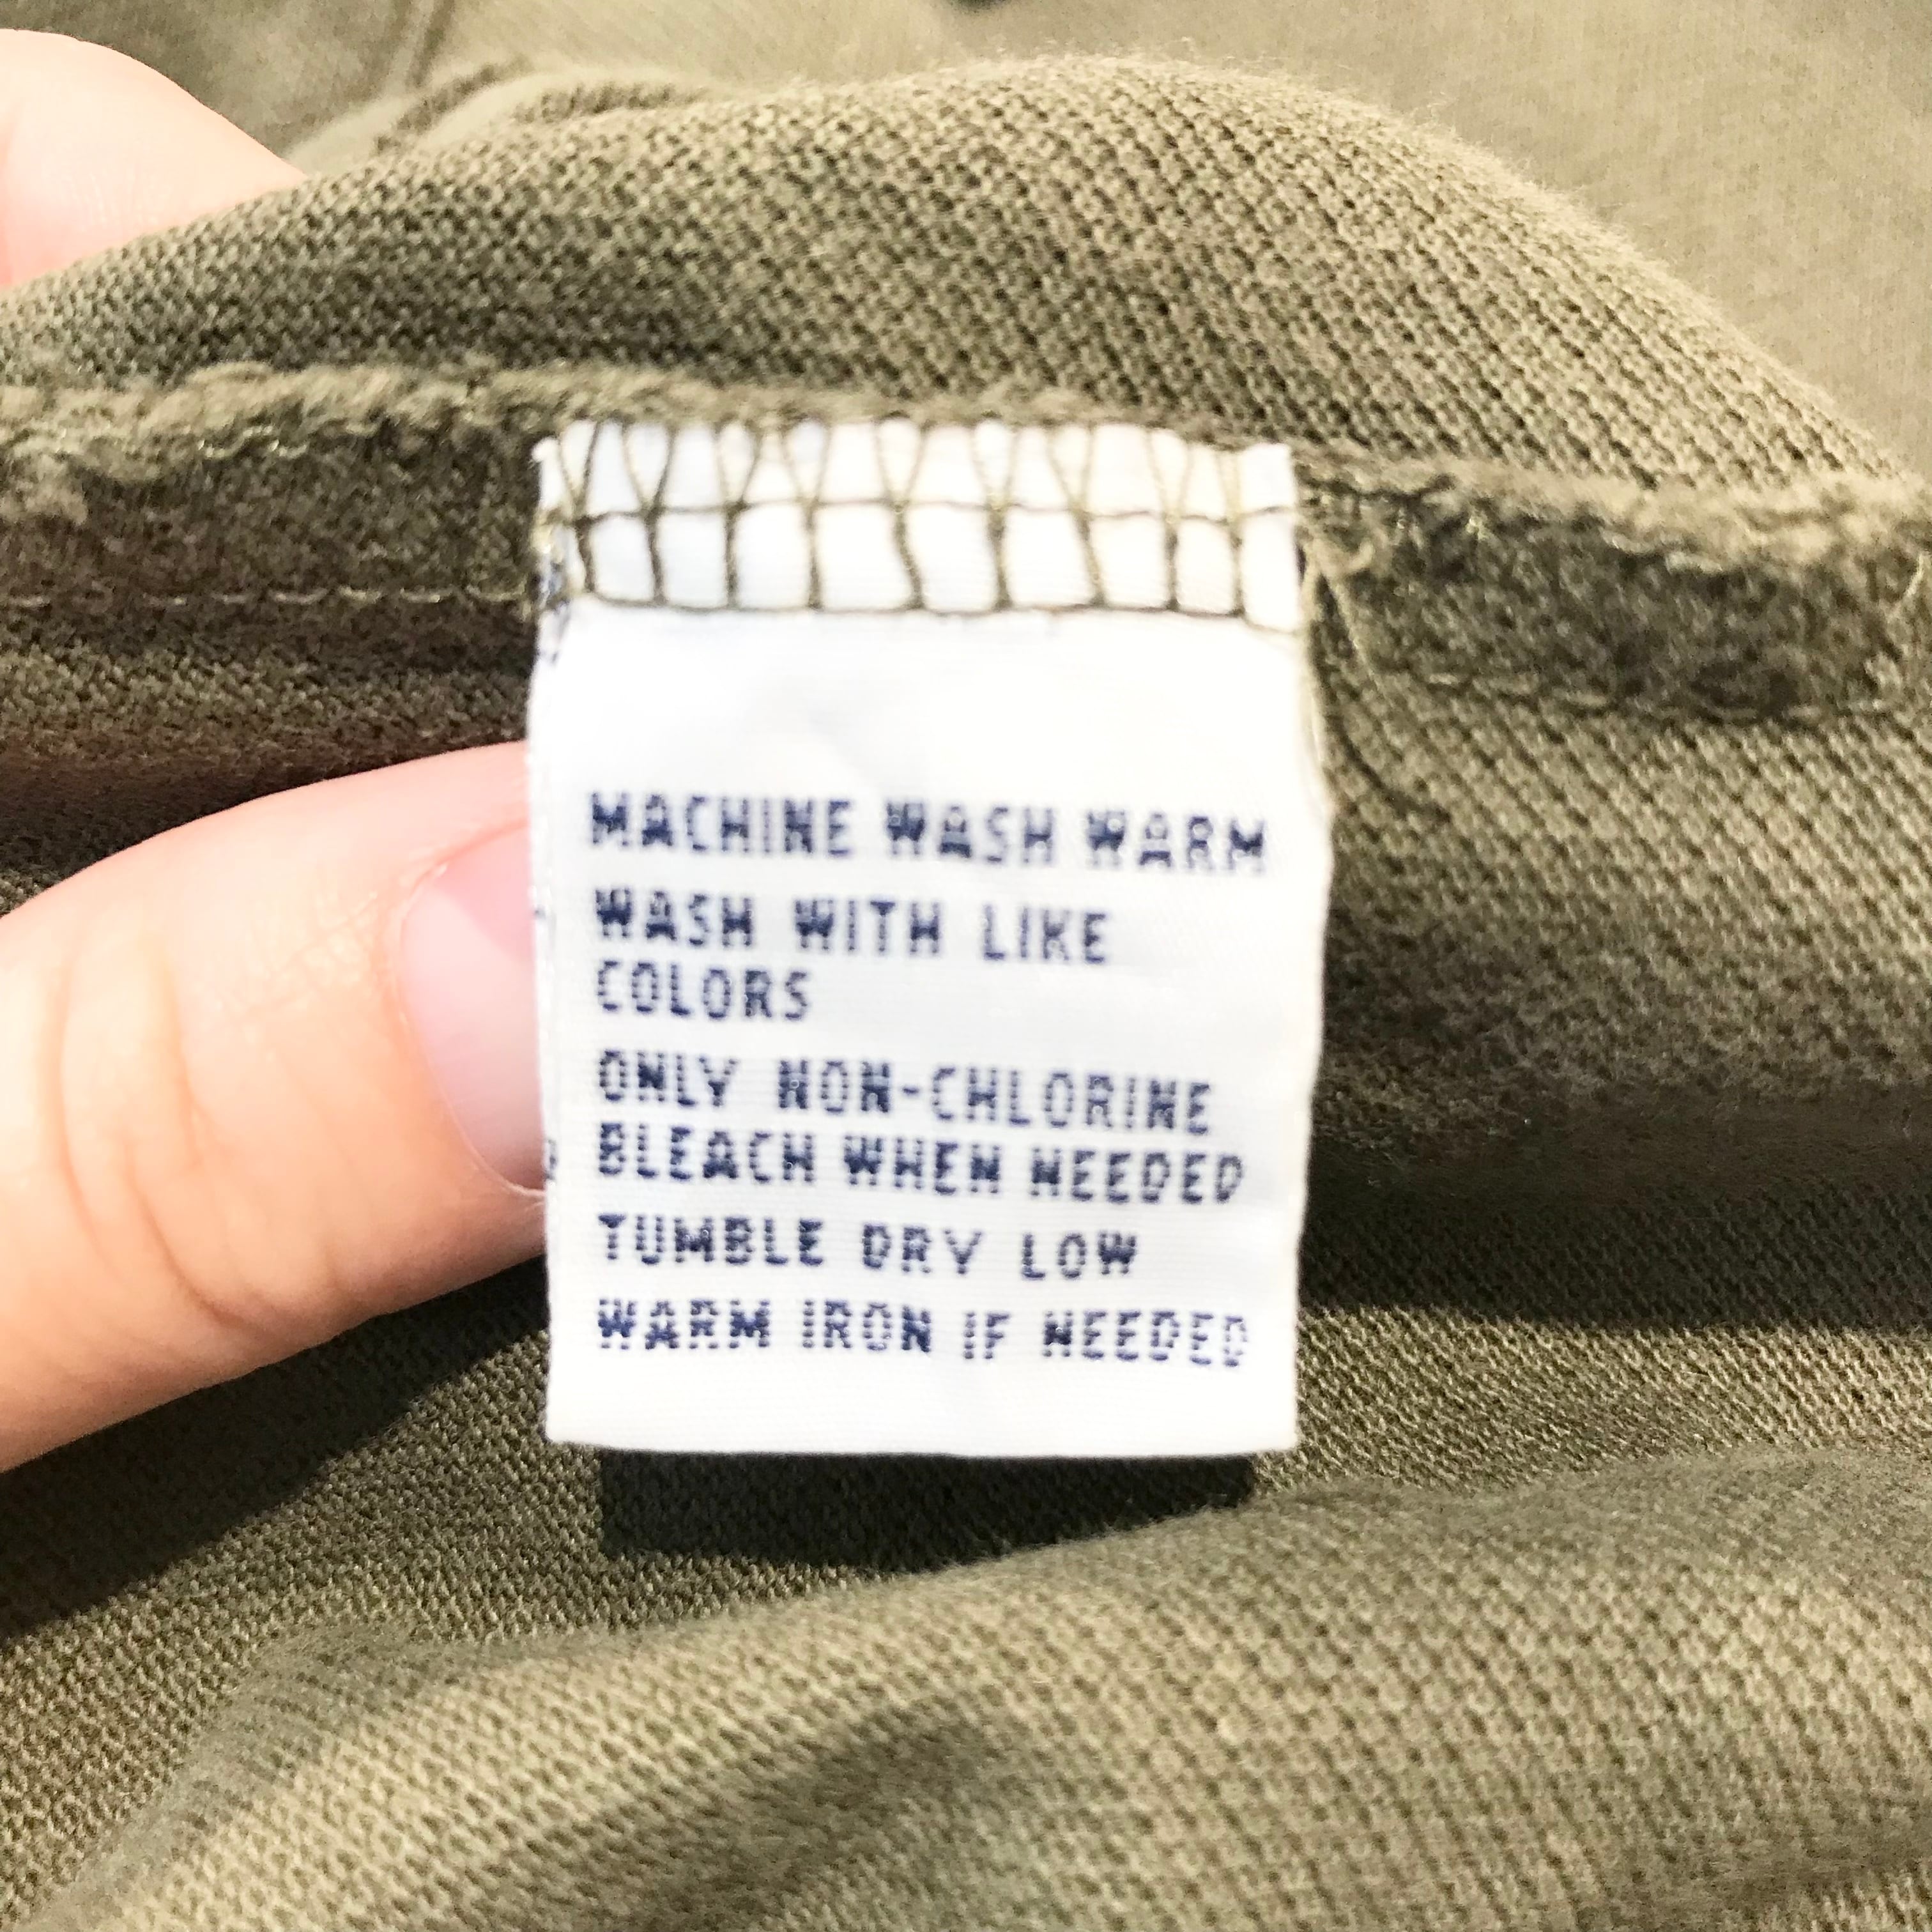 MACHINE WASH WARM
WASH WITH LIKE
COLORS
ONLY NON-CHLORINE
BLEACH WHEN NEEDED
TUMBLE DRY LOW
WARM IRON IF NEEDED